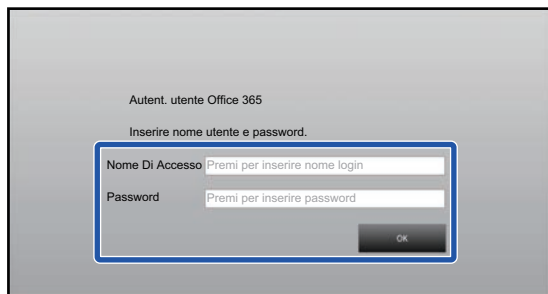 Autent. utente Office 365
Inserire nome utente e password.
Nome Di Accesso Premi per inserire nome login
Password Premi per inserire password
OK